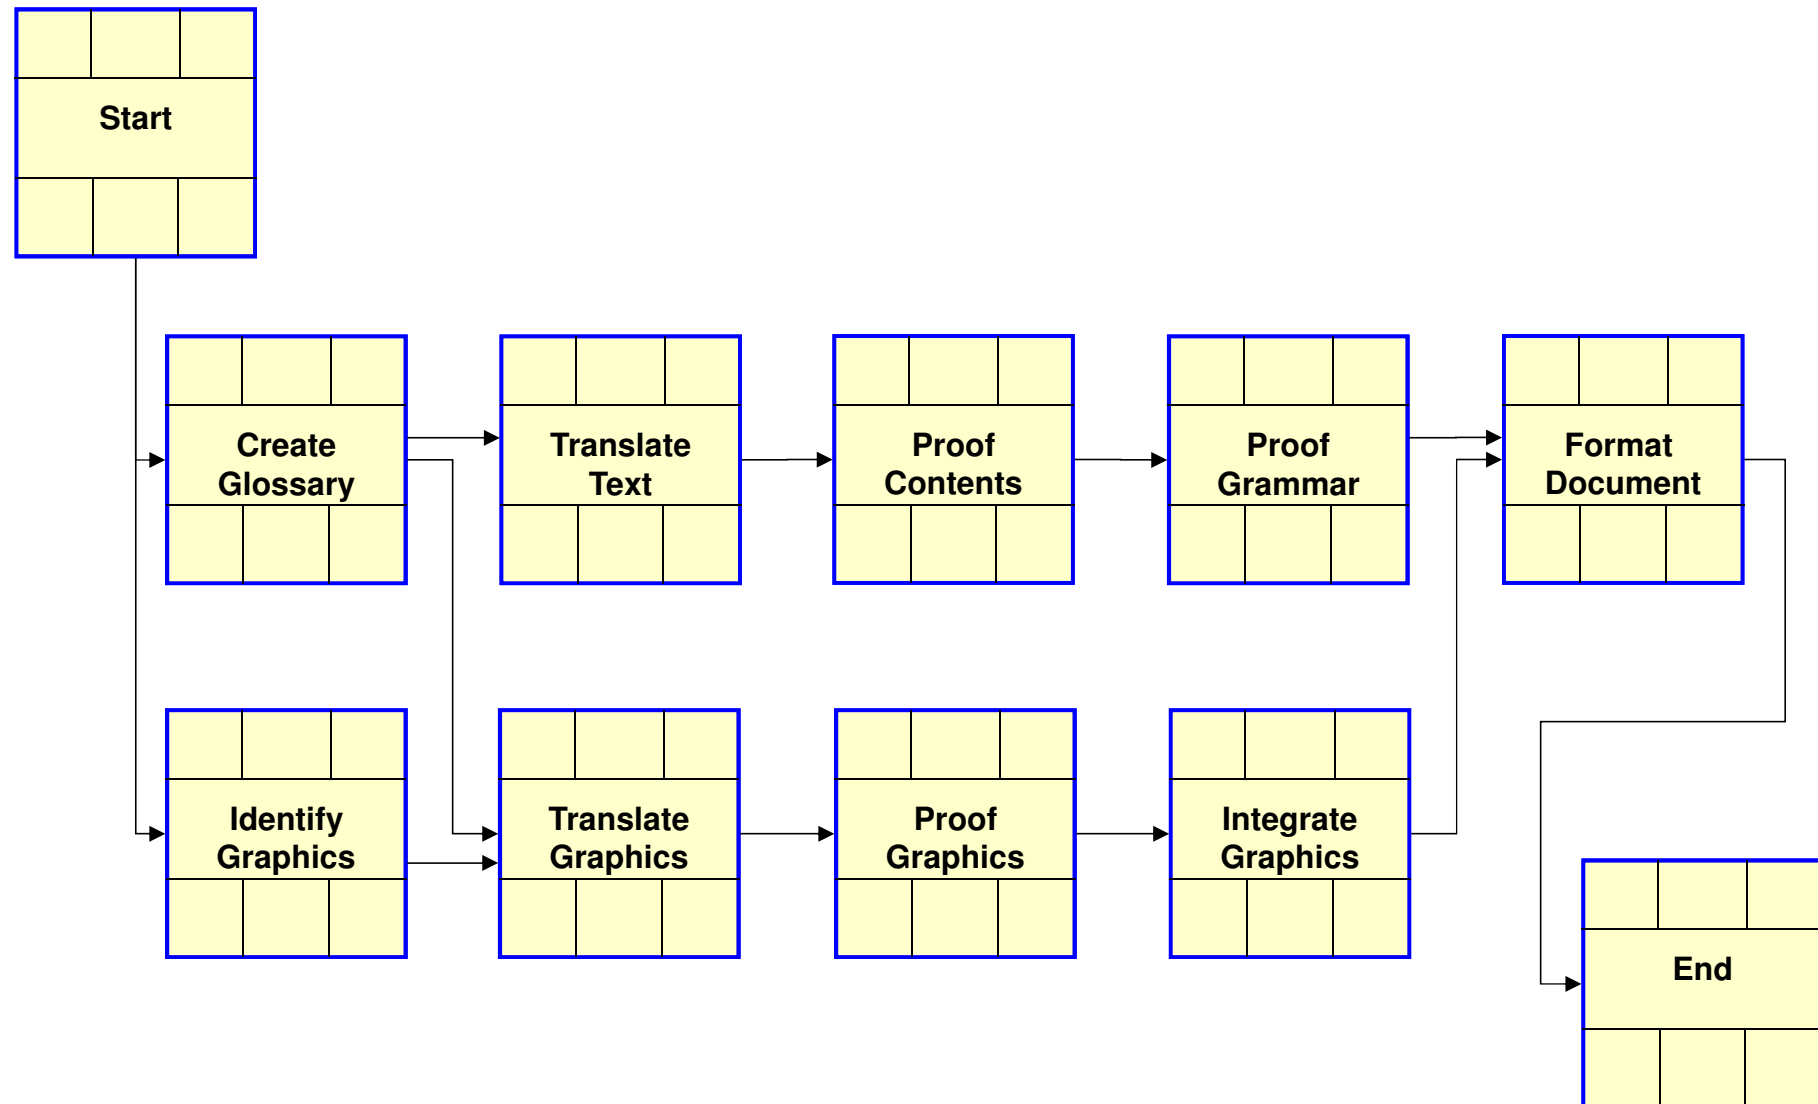 Start
Create
Glossary
Translate
Text
Proof
Contents
Proof
Grammar
Format
Document
Identify
Graphics
Translate
Graphics
Proof
Graphics
Integrate
Graphics
End